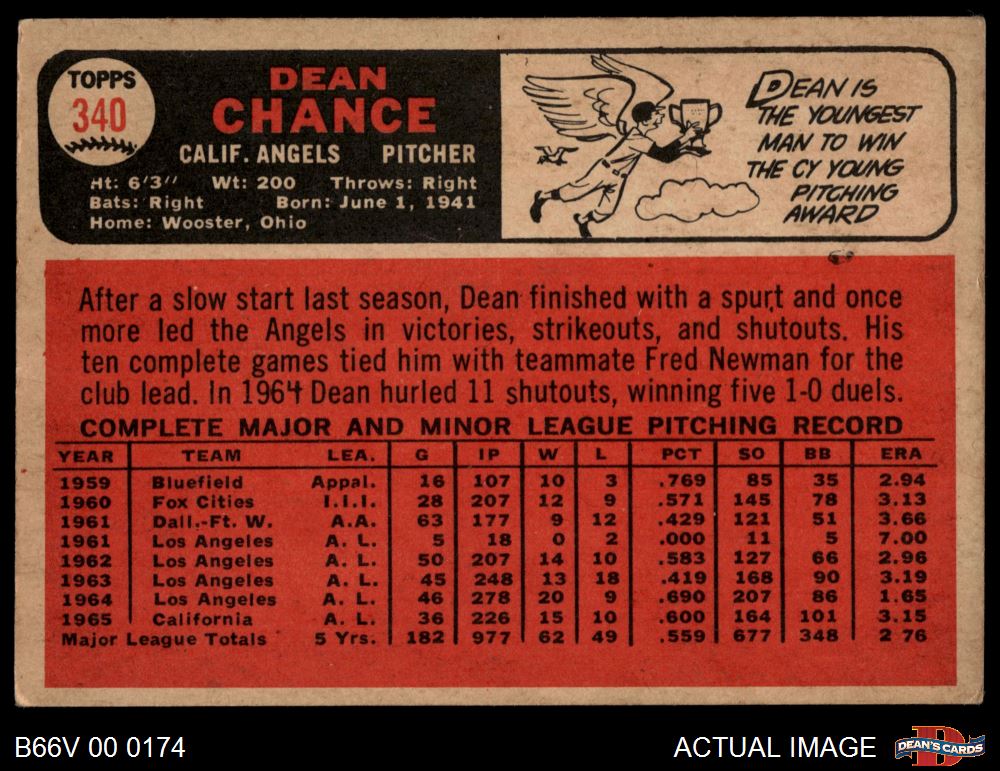 TOPPS
340
DEAN
CHANCE
CALIF. ANGELS PITCHER
Ht: 6'3" Wt: 200 Throws: Right
Bats: Right Born: June 1, 1941
Home: Wooster, Ohio
DEAN IS
THE YOUNGEST
MAN TO WIN
THE CY YOUNG
PITCHING
AWARD
After a slow start last season, Dean finished with a spurt and once
more led the Angels in victories, strikeouts, and shutouts. His
ten complete games tied him with teammate Fred Newman for the
club lead. In 1964 Dean hurled 11 shutouts, winning five 1-0 duels.
COMPLETE MAJOR AND MINOR LEAGUE PITCHING RECORD
YEAR TEAM LEA. G IP W L PCT SO BB ERA
1959 Bluefield Appal. 16 107 10 3 .769 85 35 2.94
1960 Fox Cities I.I.I. 28 207 12 9 .571 145 78 3.13
1961 Dall.-Ft. W. A.A. 63 177 9 12 .429 121 51 3.66
1961 Los Angeles A. L. 5 18 0 2 .000 11 5 7.00
1962 Los Angeles A. L. 50 207 14 10 .583 127 66 2.96
1963 Los Angeles A. L. 45 248 13 18 .419 168 90 3.19
1964 Los Angeles A. L. 46 278 20 9 .690 207 86 1.65
1965 California A. L. 36 226 15 10 .600 164 101 3.15
Major League Totals 5 Yrs. 182 977 62 49 .559 677 348 2 76
B66V 00 0174 ACTUAL IMAGE DEAN'S CARDS